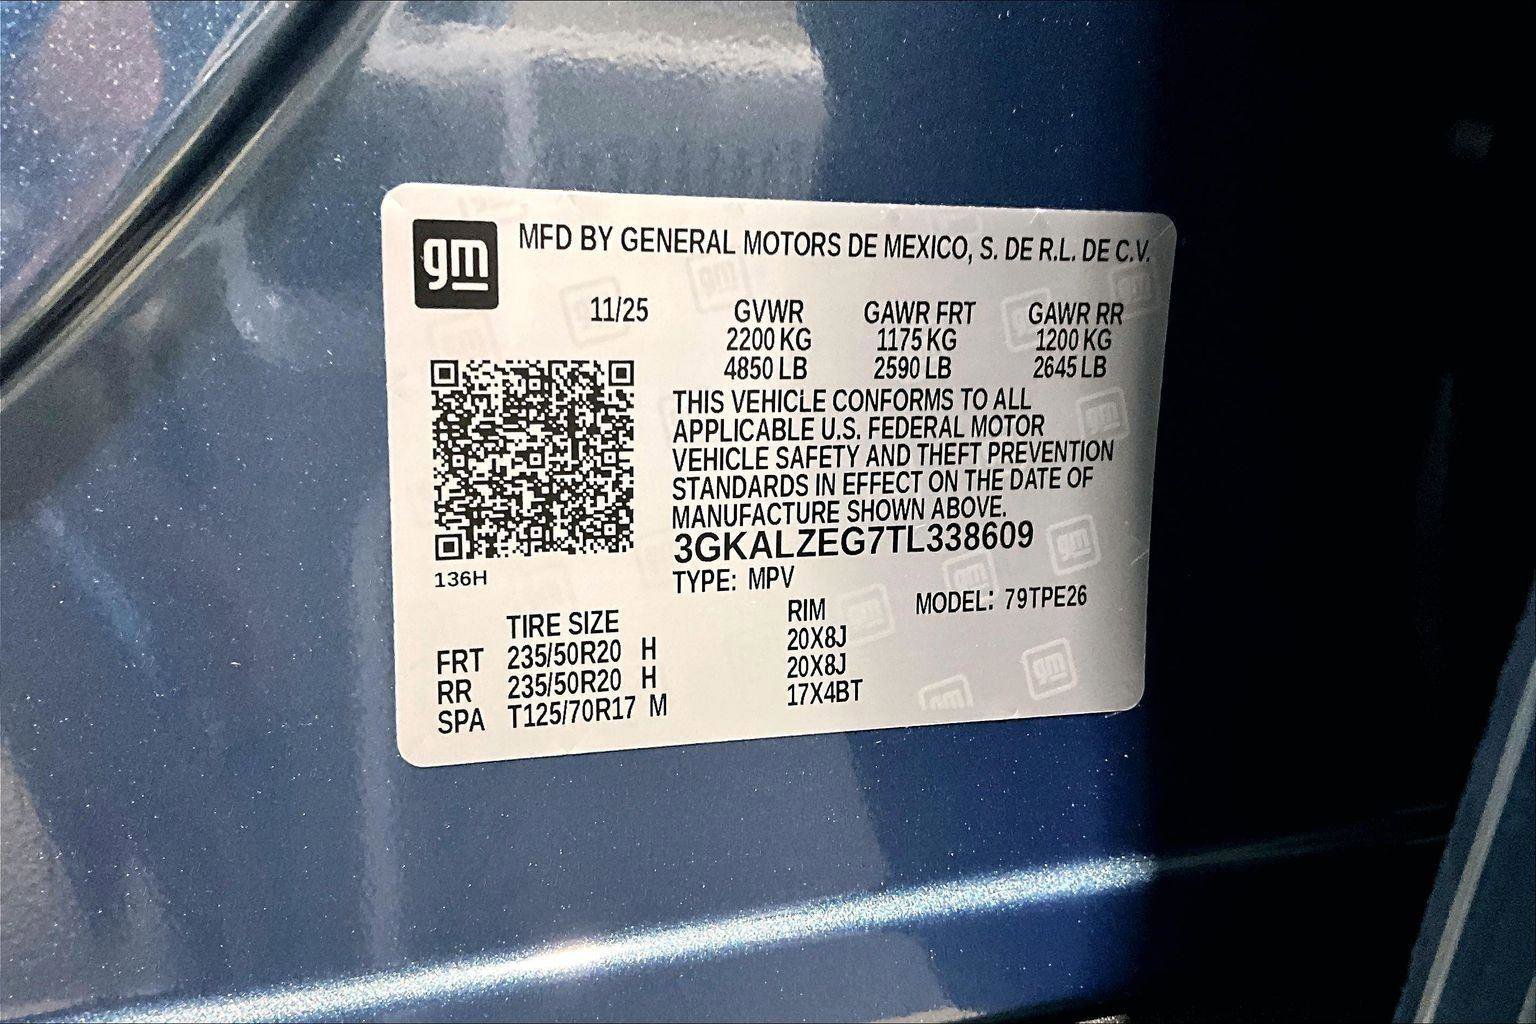 gm
MFD BY GENERAL MOTORS DE MEXICO, S. DE R.L. DE C.V.
11/25 GVWR GAWR FRT GAWR RR
2200 KG 1175 KG 1200 KG
4850 LB 2590 LB 2645 LB
THIS VEHICLE CONFORMS TO ALL
APPLICABLE U.S. FEDERAL MOTOR
VEHICLE SAFETY AND THEFT PREVENTION
STANDARDS IN EFFECT ON THE DATE OF
MANUFACTURE SHOWN ABOVE.
3GKALZEG7TL338609
136H
TYPE: MPV
MODEL: 79TPE26
TIRE SIZE RIM
FRT 235/50R20 H 20X8J
RR 235/50R20 H 20X8J
SPA T125/70R17 M 17X4BT